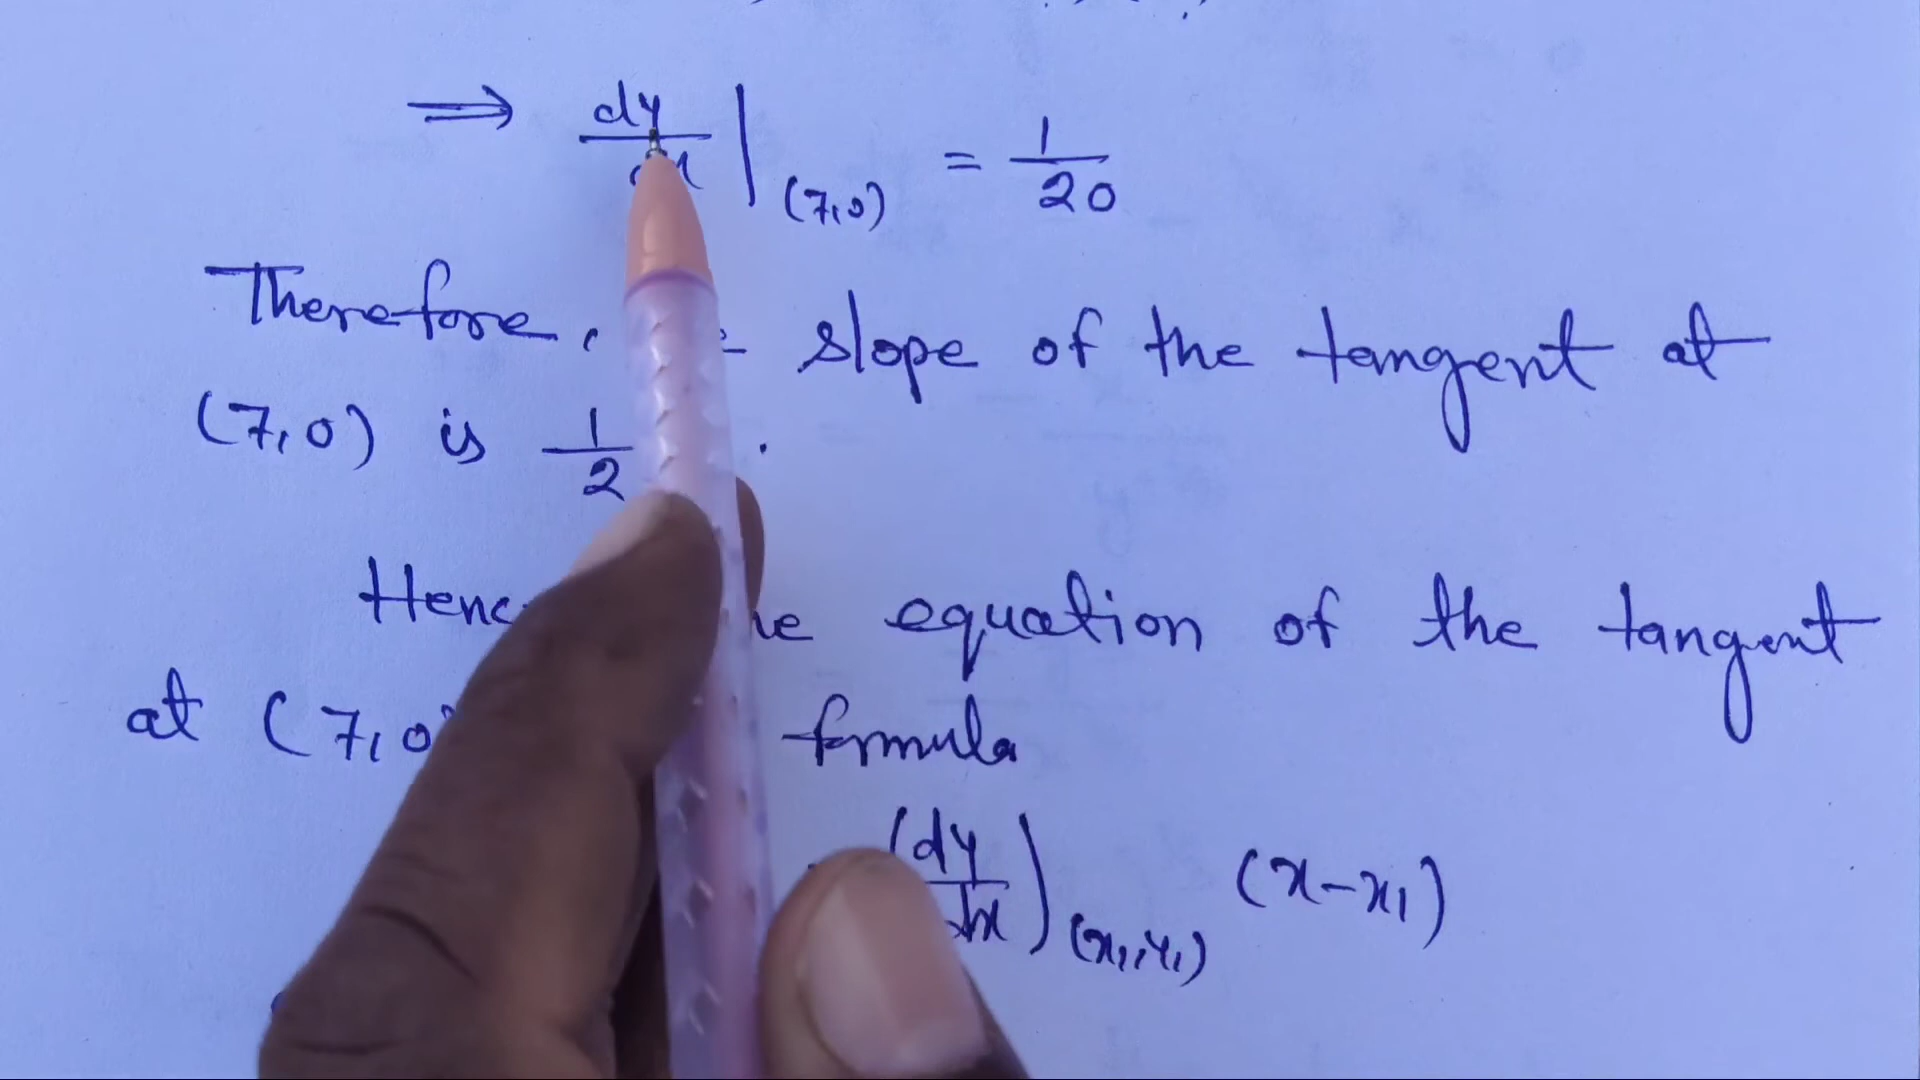 ⇒ dy/dx |(7,0) = 1/20
Therefore, slope of the tangent at
(7,0) is 1/2 .
equation of the tangent
at (7,0 formula
(dy/dx)(x1,y1) (x-x1)